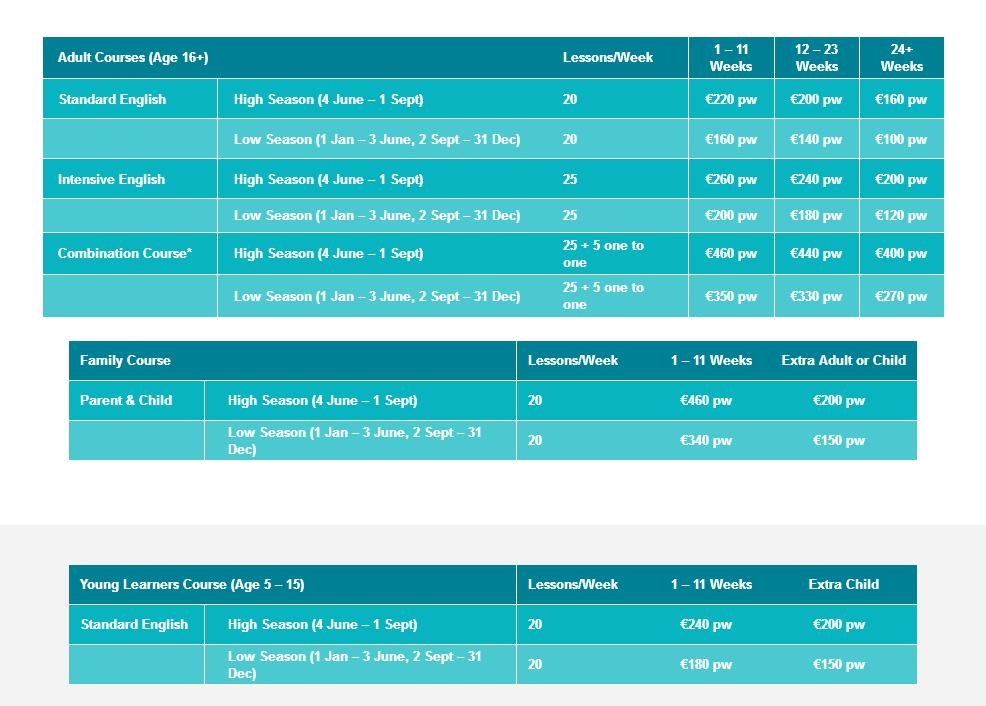 Adult Courses (Age 16+) Lessons/Week 1 – 11 Weeks 12 – 23 Weeks 24+ Weeks
Standard English High Season (4 June – 1 Sept) 20 €220 pw €200 pw €160 pw
Low Season (1 Jan – 3 June, 2 Sept – 31 Dec) 20 €160 pw €140 pw €100 pw
Intensive English High Season (4 June – 1 Sept) 25 €260 pw €240 pw €200 pw
Low Season (1 Jan – 3 June, 2 Sept – 31 Dec) 25 €200 pw €180 pw €120 pw
Combination Course* High Season (4 June – 1 Sept) 25 + 5 one to one €460 pw €440 pw €400 pw
Low Season (1 Jan – 3 June, 2 Sept – 31 Dec) 25 + 5 one to one €350 pw €330 pw €270 pw
Family Course Lessons/Week 1 – 11 Weeks Extra Adult or Child
Parent & Child High Season (4 June – 1 Sept) 20 €460 pw €200 pw
Low Season (1 Jan – 3 June, 2 Sept – 31 Dec) 20 €340 pw €150 pw
Young Learners Course (Age 5 – 15) Lessons/Week 1 – 11 Weeks Extra Child
Standard English High Season (4 June – 1 Sept) 20 €240 pw €200 pw
Low Season (1 Jan – 3 June, 2 Sept – 31 Dec) 20 €180 pw €150 pw